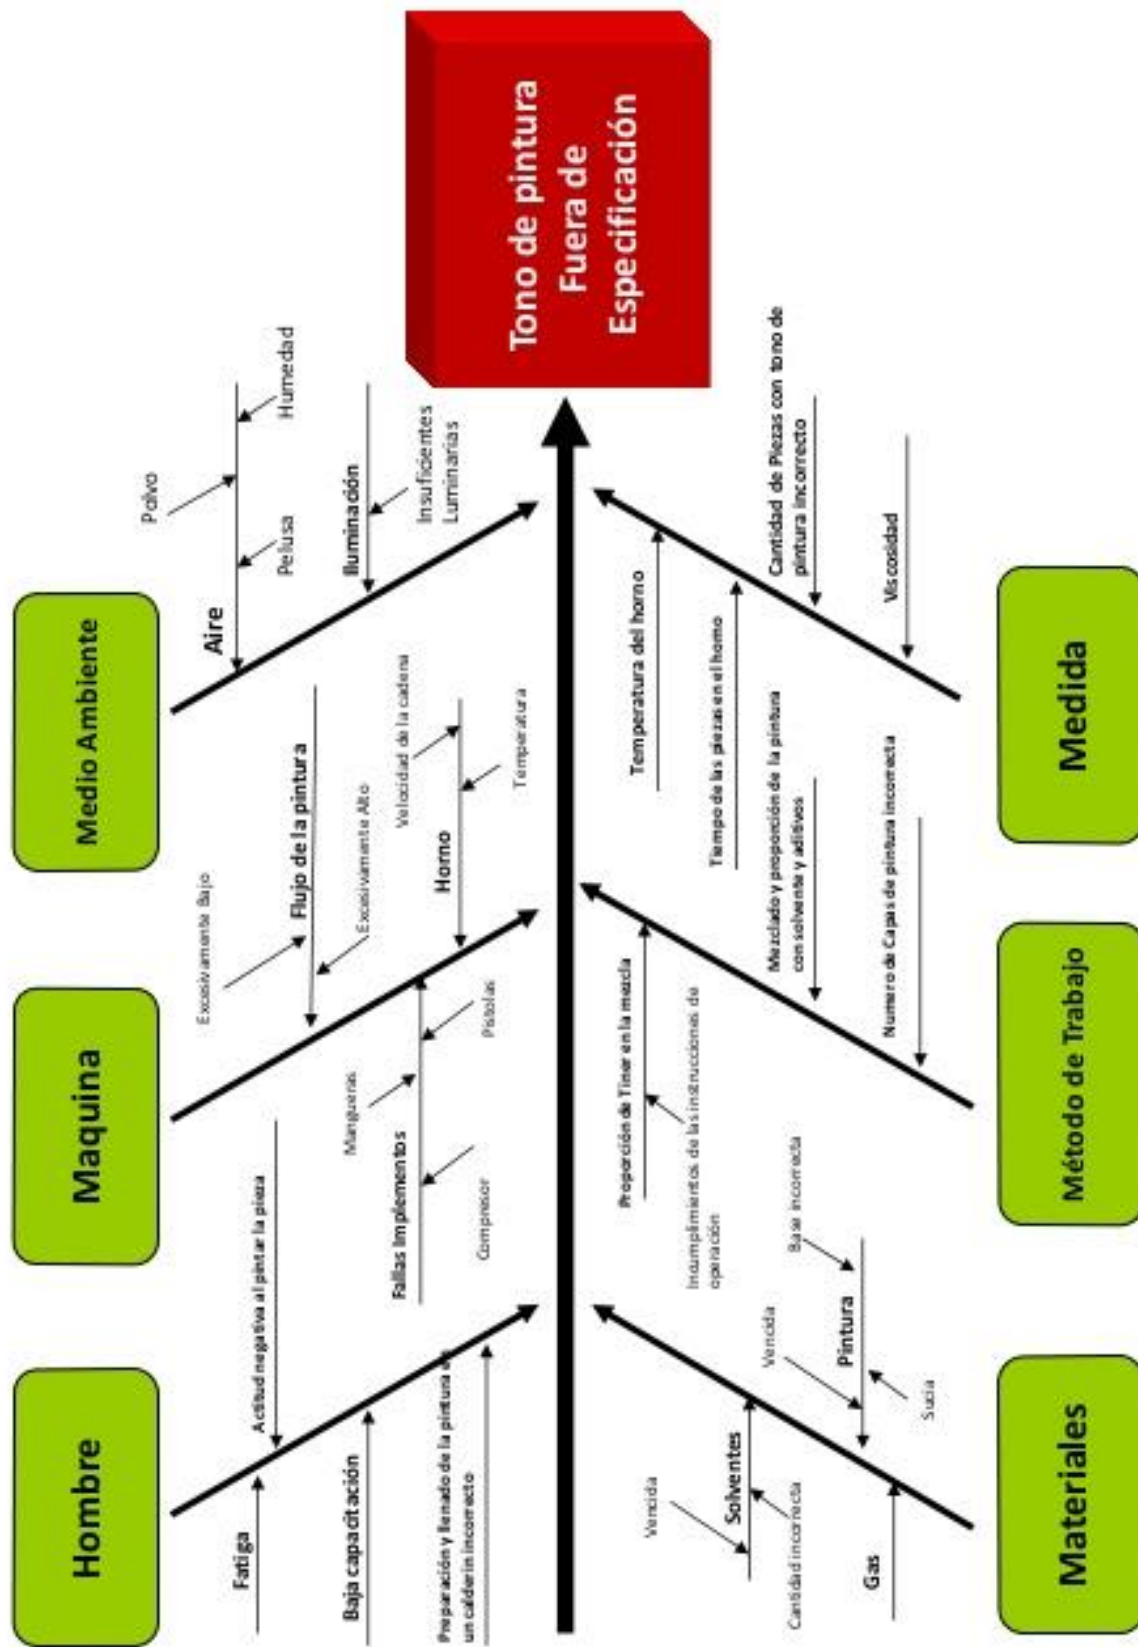 Hombre
Maquina
Medio Ambiente
Fatiga
Actitud negativa al pintar la pieza
Baja capacitación
Preparación y llenado de la pintura en
un calderin incorrecto
Excesivamente Bajo
Flujo de la pintura
Excesivamente Alto
Mangueras
Fallas Implementos
Pistolas
Compresor
Velocidad de la cadena
Horno
Temperatura
Polvo
Aire
Pelusa
Humedad
Iluminación
Insuficientes
Luminarias
Tono de pintura
Fuera de
Especificación
Vencida
Solventes
Cantidad incorrecta
Gas
Vencida
Base incorrecta
Pintura
Sucia
Proporción de Tiner en la mezcla
Incumplimientos de las instrucciones de
operación
Mezclado y proporción de la pintura
con solvente y aditivos
Numero de Capas de pintura incorrecta
Temperatura del horno
Tiempo de las piezas en el horno
Cantidad de Piezas con tono de
pintura incorrecto
Viscosidad
Materiales
Método de Trabajo
Medida